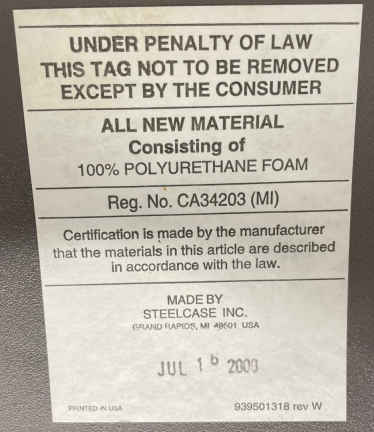 UNDER PENALTY OF LAW
THIS TAG NOT TO BE REMOVED
EXCEPT BY THE CONSUMER
ALL NEW MATERIAL
Consisting of
100% POLYURETHANE FOAM
Reg. No. CA34203 (MI)
Certification is made by the manufacturer
that the materials in this article are described
in accordance with the law.
MADE BY
STEELCASE INC.
GRAND RAPIDS, MI 49501 USA
JUL 16
PRINTED IN USA
939501318 rev W